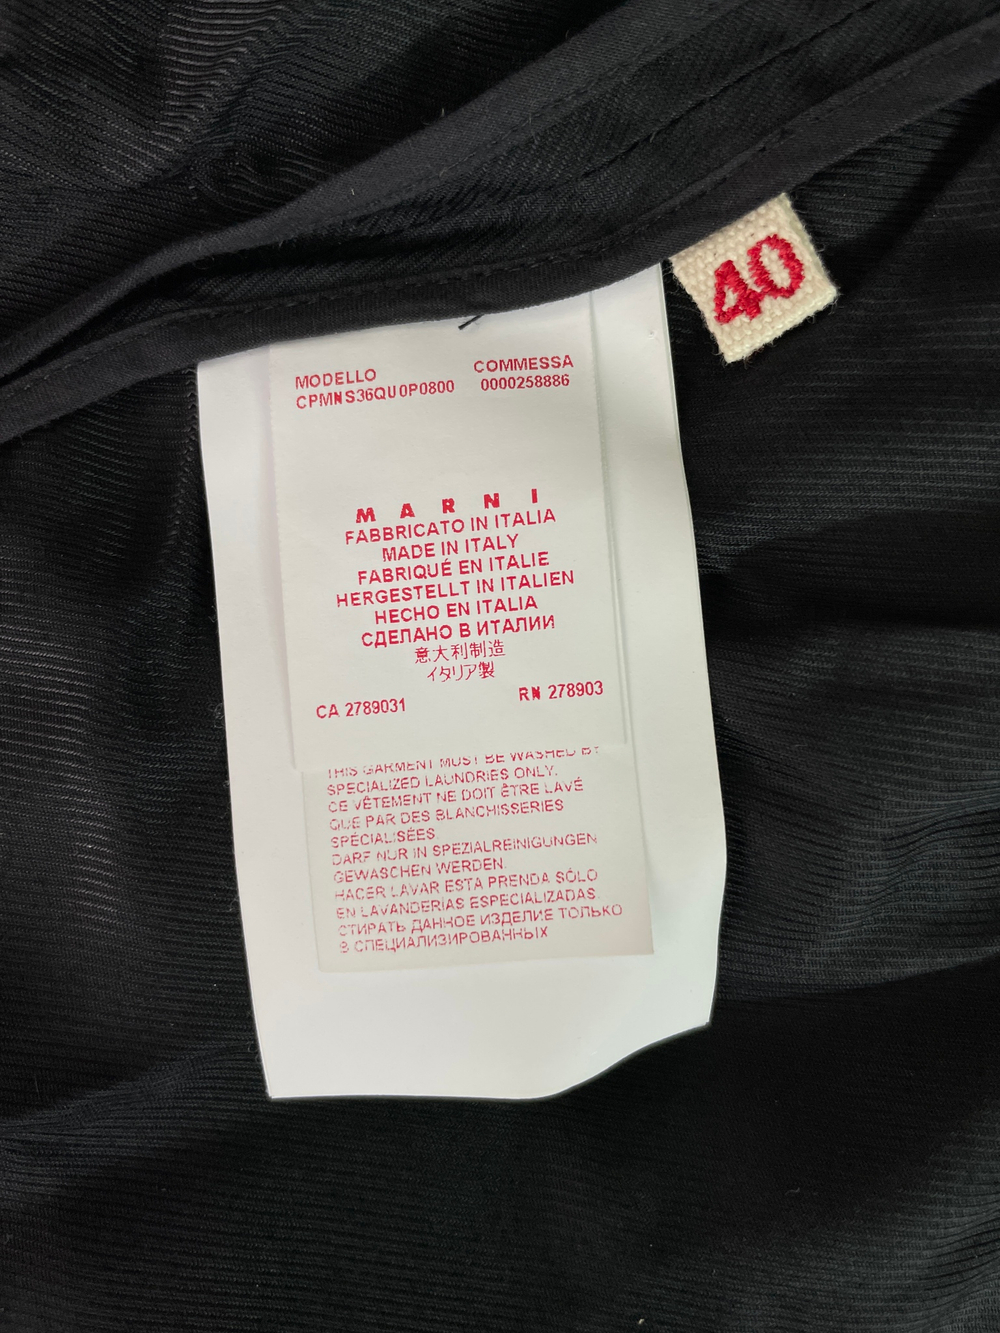 40
MODELLO COMMESSA
CPMNS36QU0P0800 0000258886
MARNI
FABBRICATO IN ITALIA
MADE IN ITALY
FABRIQUÉ EN ITALIE
HERGESTELLT IN ITALIEN
HECHO EN ITALIA
СДЕЛАНО В ИТАЛИИ
意大利制造
イタリア製
CA 2789031 RN 278903
THIS GARMENT MUST BE WASHED BY
SPECIALIZED LAUNDRIES ONLY.
CE VÊTEMENT NE DOIT ÊTRE LAVÉ
QUE PAR DES BLANCHISSERIES
SPÉCIALISÉES.
DARF NUR IN SPEZIALREINIGUNGEN
GEWASCHEN WERDEN.
HACER LAVAR ESTA PRENDA SÓLO
EN LAVANDERÍAS ESPECIALIZADAS.
СТИРАТЬ ДАННОЕ ИЗДЕЛИЕ ТОЛЬКО
В СПЕЦИАЛИЗИРОВАННЫХ